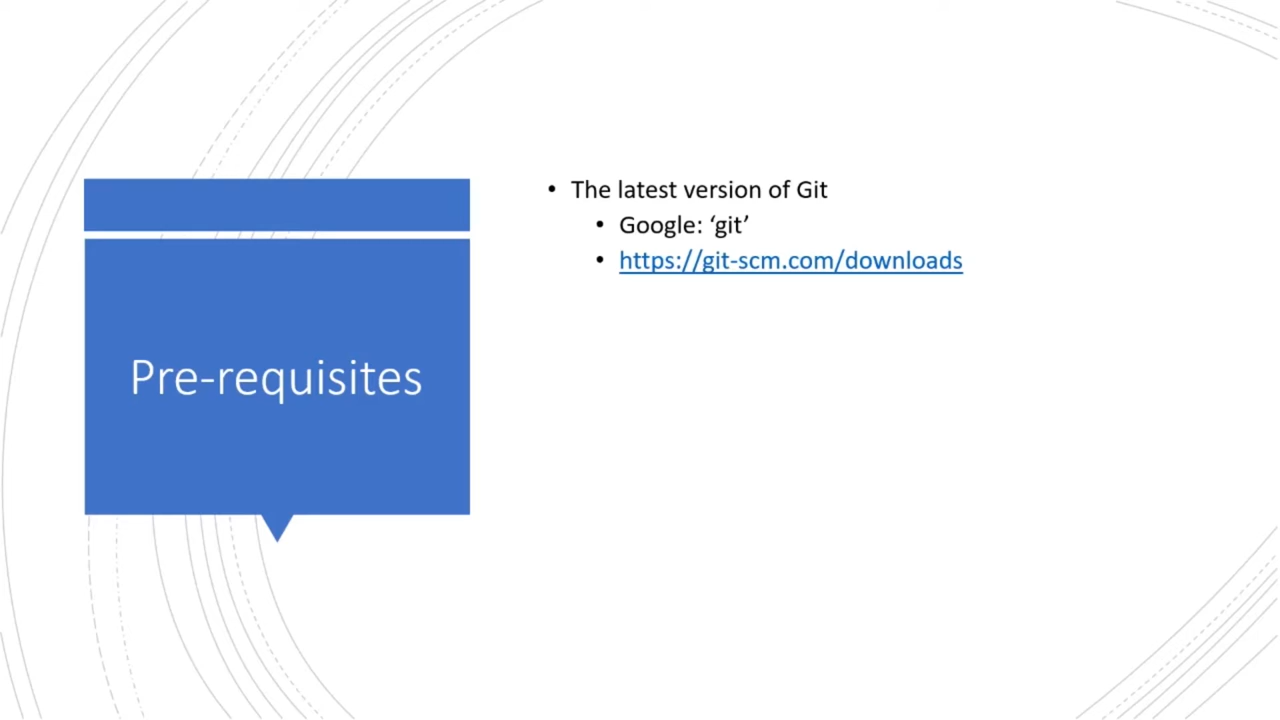 Pre-requisites
• The latest version of Git
• Google: ‘git’
• https://git-scm.com/downloads